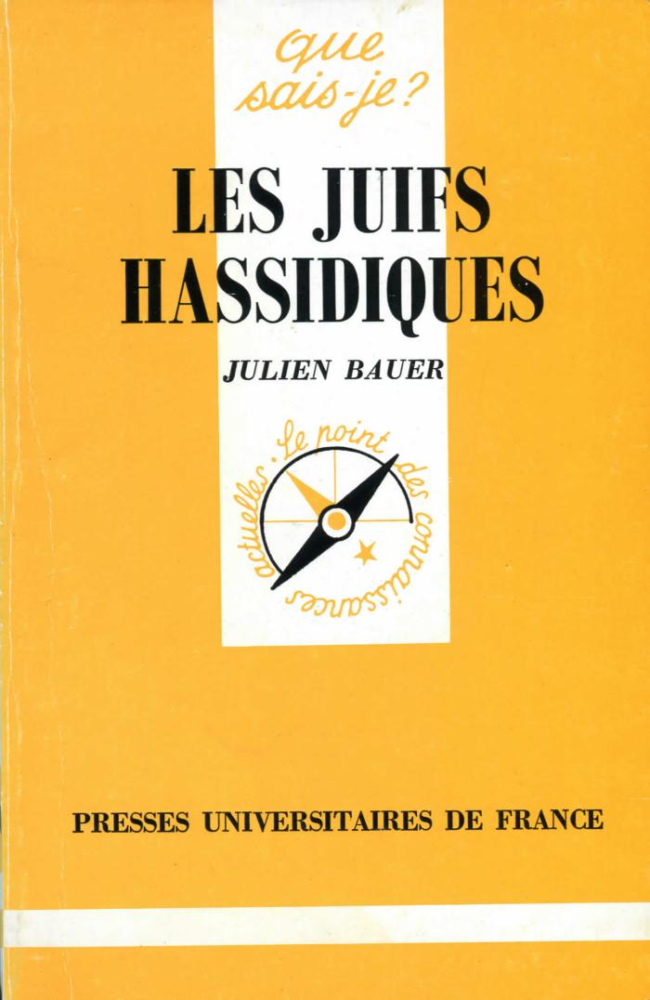 que
sais-je?
LES JUIFS
HASSIDIQUES
JULIEN BAUER
Le point des connaissances actuelles.
PRESSES UNIVERSITAIRES DE FRANCE